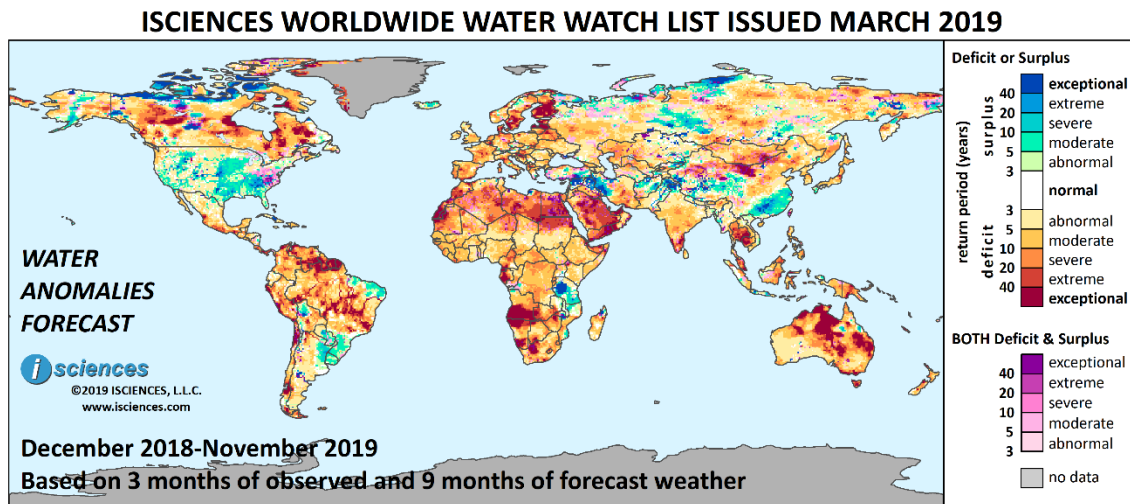 ISCIENCES WORLDWIDE WATER WATCH LIST ISSUED MARCH 2019
WATER
ANOMALIES
FORECAST
i sciences
©2019 ISCIENCES, L.L.C.
www.isciences.com
December 2018-November 2019
Based on 3 months of observed and 9 months of forecast weather
Deficit or Surplus
return period (years)
surplus
deficit
exceptional
40
extreme
20
severe
10
moderate
5
abnormal
3
normal
3
abnormal
5
moderate
10
severe
20
extreme
40
exceptional
BOTH Deficit & Surplus
exceptional
40
extreme
20
severe
10
moderate
5
abnormal
3
no data